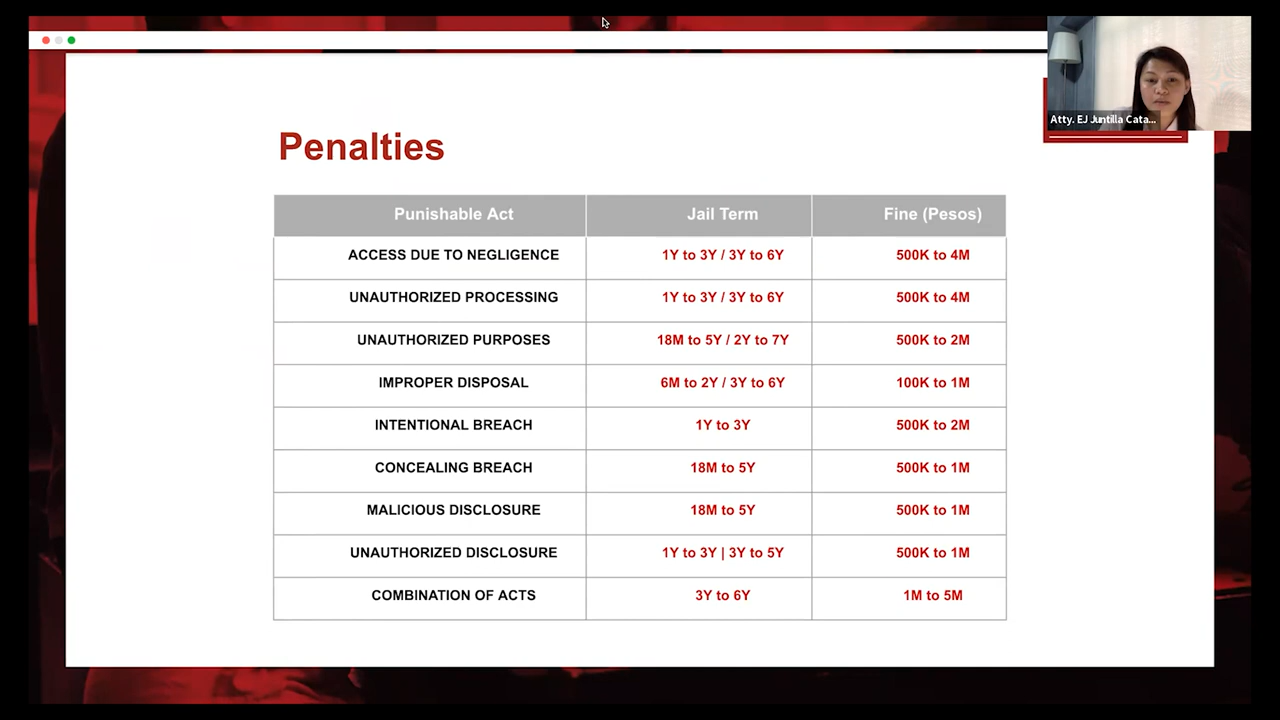 Atty. EJ Juntilla Cata...
Penalties
Punishable Act Jail Term Fine (Pesos)
ACCESS DUE TO NEGLIGENCE 1Y to 3Y / 3Y to 6Y 500K to 4M
UNAUTHORIZED PROCESSING 1Y to 3Y / 3Y to 6Y 500K to 4M
UNAUTHORIZED PURPOSES 18M to 5Y / 2Y to 7Y 500K to 2M
IMPROPER DISPOSAL 6M to 2Y / 3Y to 6Y 100K to 1M
INTENTIONAL BREACH 1Y to 3Y 500K to 2M
CONCEALING BREACH 18M to 5Y 500K to 1M
MALICIOUS DISCLOSURE 18M to 5Y 500K to 1M
UNAUTHORIZED DISCLOSURE 1Y to 3Y | 3Y to 5Y 500K to 1M
COMBINATION OF ACTS 3Y to 6Y 1M to 5M